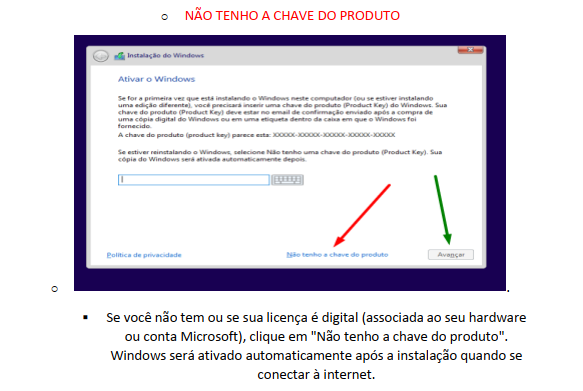 NÃO TENHO A CHAVE DO PRODUTO
Instalação do Windows
Ativar o Windows
Se for a primeira vez que está instalando o Windows neste computador (ou se estiver instalando
uma edição diferente), você precisará inserir uma chave do produto (Product Key) do Windows. Sua
chave do produto (Product Key) deve estar no email de confirmação enviado após a compra de
uma cópia digital do Windows ou em uma etiqueta dentro da caixa em que o Windows foi
fornecido.
A chave do produto (product key) parece esta: XXXXX-XXXXX-XXXXX-XXXXX-XXXXX
Se estiver reinstalando o Windows, selecione Não tenho uma chave do produto (Product Key). Sua
cópia do Windows será ativada automaticamente depois.
Política de privacidade Não tenho a chave do produto Avançar
.
Se você não tem ou se sua licença é digital (associada ao seu hardware
ou conta Microsoft), clique em "Não tenho a chave do produto".
Windows será ativado automaticamente após a instalação quando se
conectar à internet.